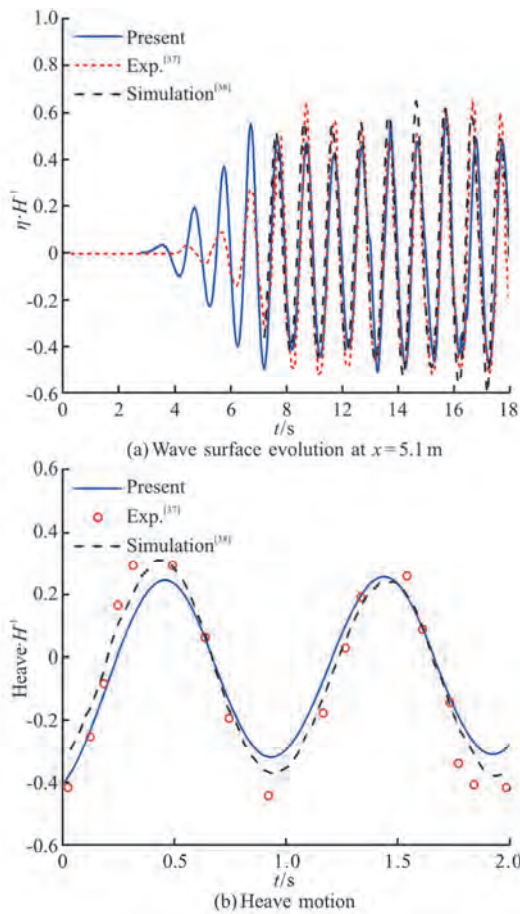 1.0
0.8
0.6
0.4
0.2
0
-0.2
-0.4
-0.6
η·H⁻¹
Present
Exp.[37]
Simulation[38]
0 2 4 6 8 10 12 14 16 18
t/s
(a) Wave surface evolution at x=5.1 m
0.6
0.4
0.2
0
-0.2
-0.4
-0.6
Heave·H⁻¹
Present
Exp.[37]
Simulation[38]
0 0.5 1.0 1.5 2.0
t/s
(b) Heave motion